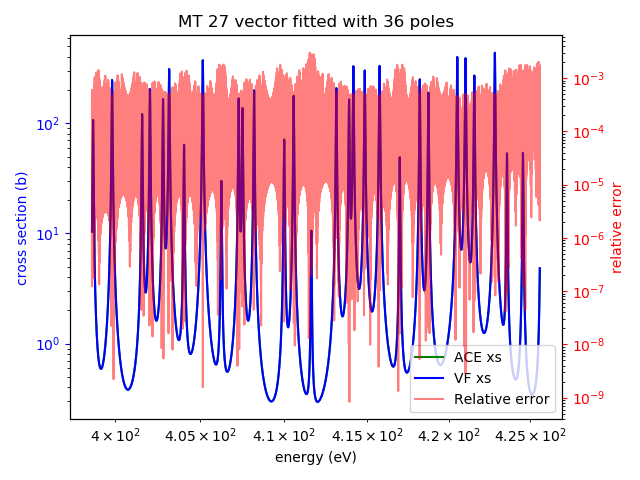 MT 27 vector fitted with 36 poles
cross section (b)
10²
10¹
10⁰
10⁻³
10⁻⁴
10⁻⁵
10⁻⁶
10⁻⁷
10⁻⁸
10⁻⁹
relative error
ACE xs
VF xs
Relative error
4 × 10² 4.05 × 10² 4.1 × 10² 4.15 × 10² 4.2 × 10² 4.25 × 10²
energy (eV)